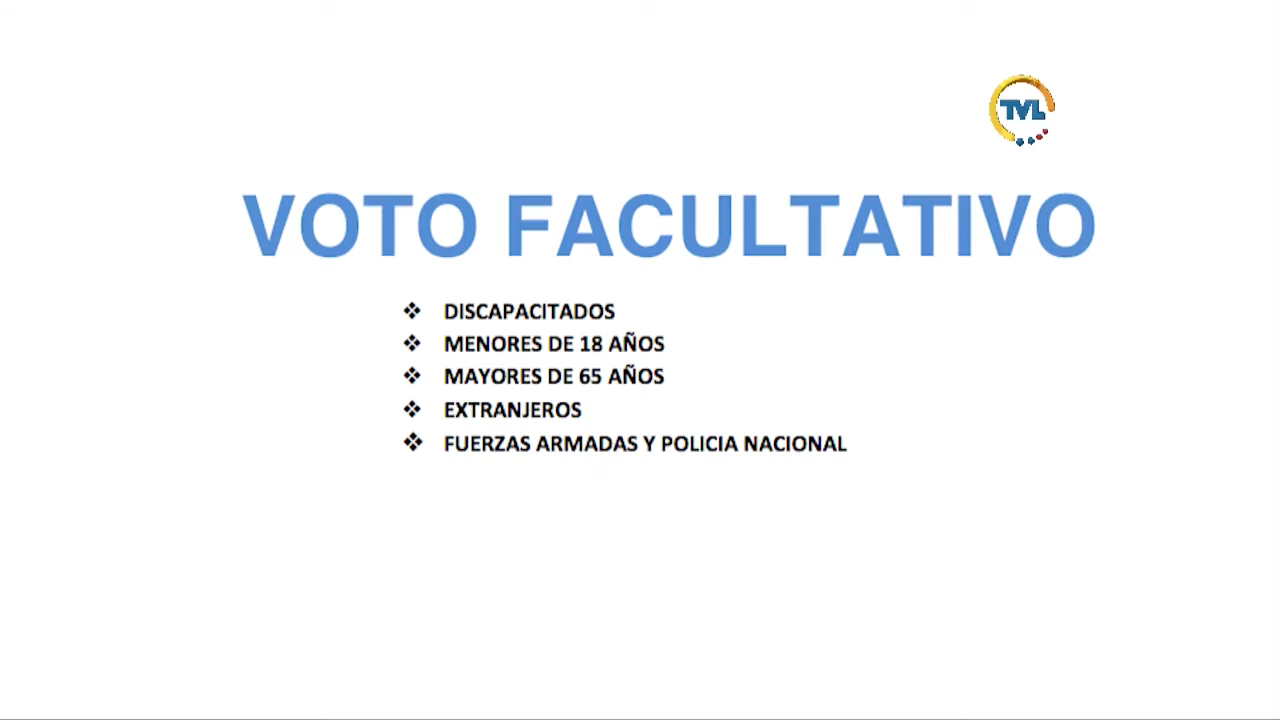 TVL
VOTO FACULTATIVO
❖ DISCAPACITADOS
❖ MENORES DE 18 AÑOS
❖ MAYORES DE 65 AÑOS
❖ EXTRANJEROS
❖ FUERZAS ARMADAS Y POLICIA NACIONAL